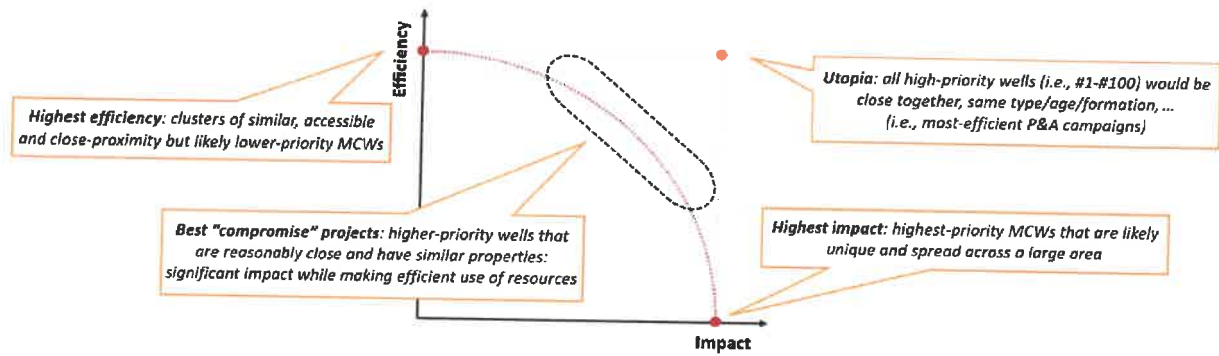 Efficiency
Utopia: all high-priority wells (i.e., #1-#100) would be
close together, same type/age/formation, ...
(i.e., most-efficient P&A campaigns)
Highest efficiency: clusters of similar, accessible
and close-proximity but likely lower-priority MCWs
Best "compromise" projects: higher-priority wells that
are reasonably close and have similar properties:
significant impact while making efficient use of resources
Highest impact: highest-priority MCWs that are likely
unique and spread across a large area
Impact